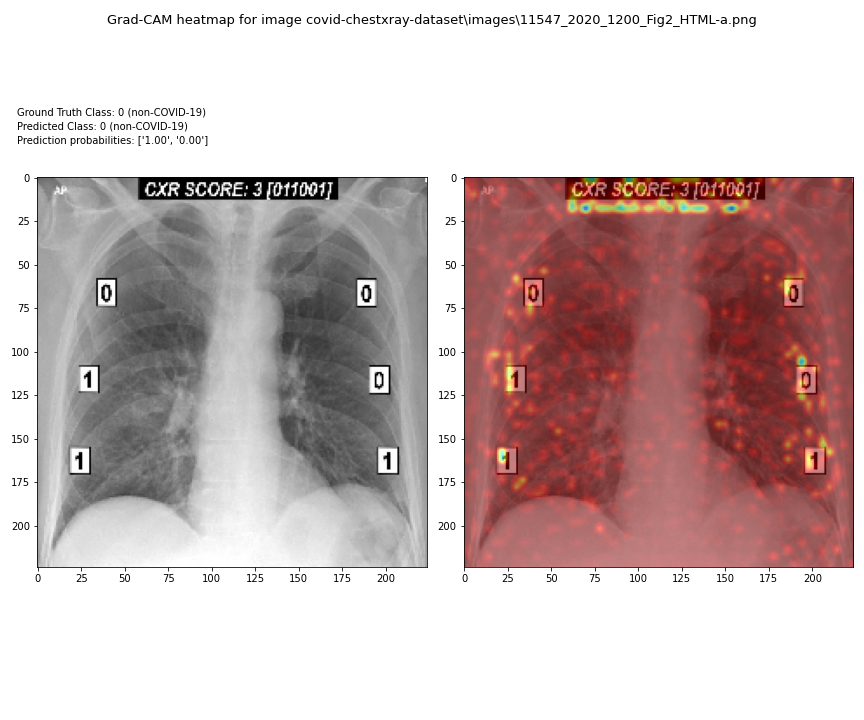 Grad-CAM heatmap for image covid-chestxray-dataset\images\11547_2020_1200_Fig2_HTML-a.png
Ground Truth Class: 0 (non-COVID-19)
Predicted Class: 0 (non-COVID-19)
Prediction probabilities: ['1.00', '0.00']
0
25
50
75
100
125
150
175
200
0 25 50 75 100 125 150 175 200
AP
CXR SCORE: 3 [011001]
0 0
1 0
1 1
0
25
50
75
100
125
150
175
200
0 25 50 75 100 125 150 175 200
AP
CXR SCORE: 3 [011001]
0 0
1 0
1 1